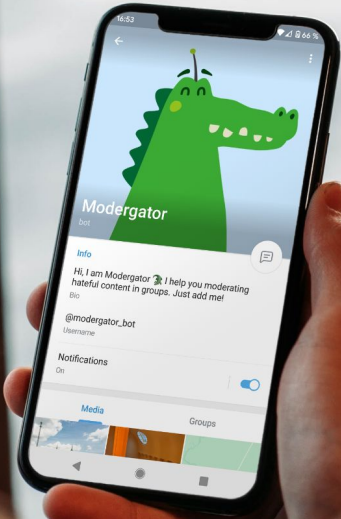 16:53
66 %
Modergator
bot
Info
Hi, I am Modergator 🐊 I help you moderating
hateful content in groups. Just add me!
Bio
@modergator_bot
Username
Notifications
On
Media
Groups